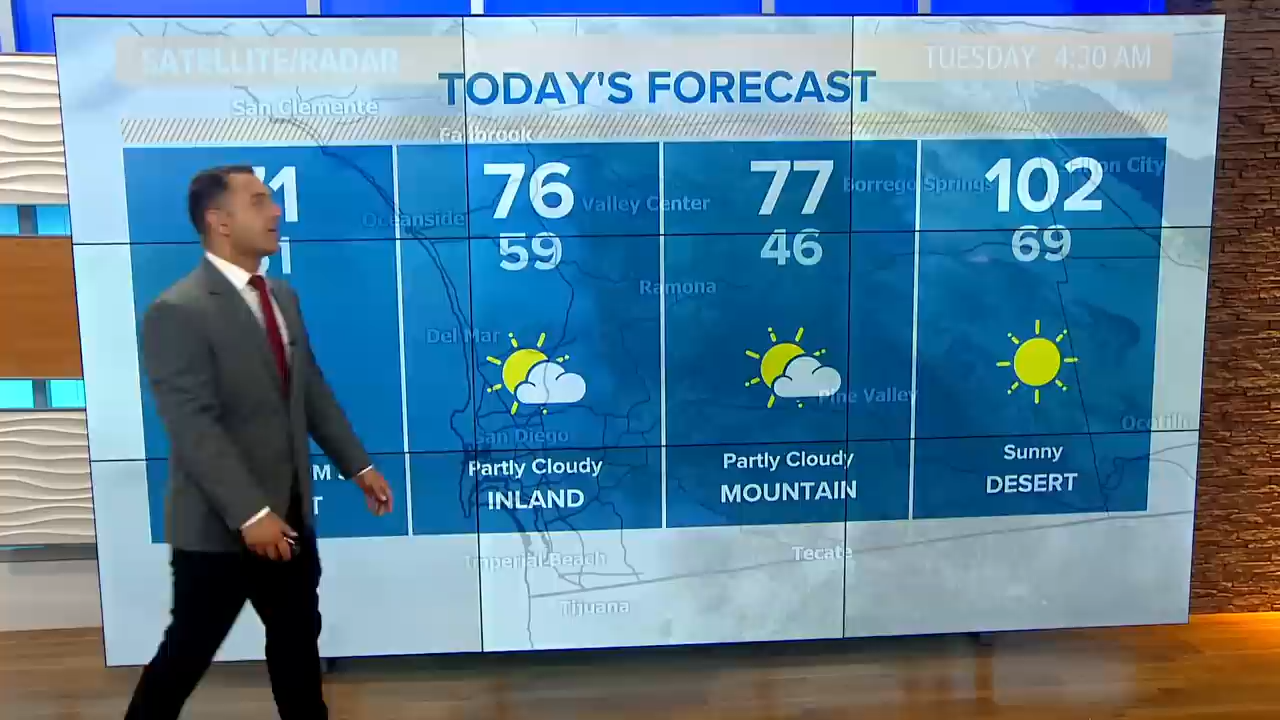 SATELLITE/RADAR
TUESDAY 4:30 AM
TODAY'S FORECAST
San Clemente
Fallbrook
76
59
Partly Cloudy
INLAND
77
46
Partly Cloudy
MOUNTAIN
102
69
Sunny
DESERT
Oceanside
Valley Center
Borrego Springs
Ramona
Del Mar
Pine Valley
San Diego
Imperial Beach
Tecate
Tijuana